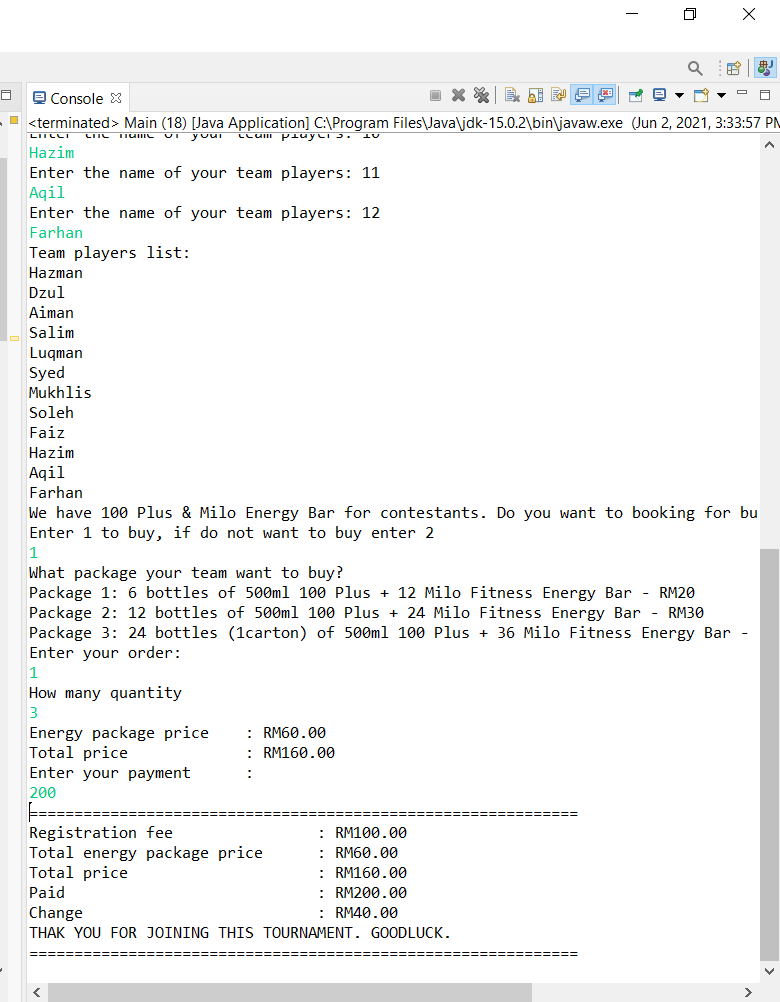 Console
<terminated> Main (18) [Java Application] C:\Program Files\Java\jdk-15.0.2\bin\javaw.exe (Jun 2, 2021, 3:33:57 PM
Enter the name of your team players: 10
Hazim
Enter the name of your team players: 11
Aqil
Enter the name of your team players: 12
Farhan
Team players list:
Hazman
Dzul
Aiman
Salim
Luqman
Syed
Mukhlis
Soleh
Faiz
Hazim
Aqil
Farhan
We have 100 Plus & Milo Energy Bar for contestants. Do you want to booking for bu
Enter 1 to buy, if do not want to buy enter 2
1
What package your team want to buy?
Package 1: 6 bottles of 500ml 100 Plus + 12 Milo Fitness Energy Bar - RM20
Package 2: 12 bottles of 500ml 100 Plus + 24 Milo Fitness Energy Bar - RM30
Package 3: 24 bottles (1carton) of 500ml 100 Plus + 36 Milo Fitness Energy Bar -
Enter your order:
1
How many quantity
3
Energy package price    : RM60.00
Total price             : RM160.00
Enter your payment      :
200
=============================================================
Registration fee                : RM100.00
Total energy package price      : RM60.00
Total price                     : RM160.00
Paid                            : RM200.00
Change                          : RM40.00
THAK YOU FOR JOINING THIS TOURNAMENT. GOODLUCK.
=============================================================